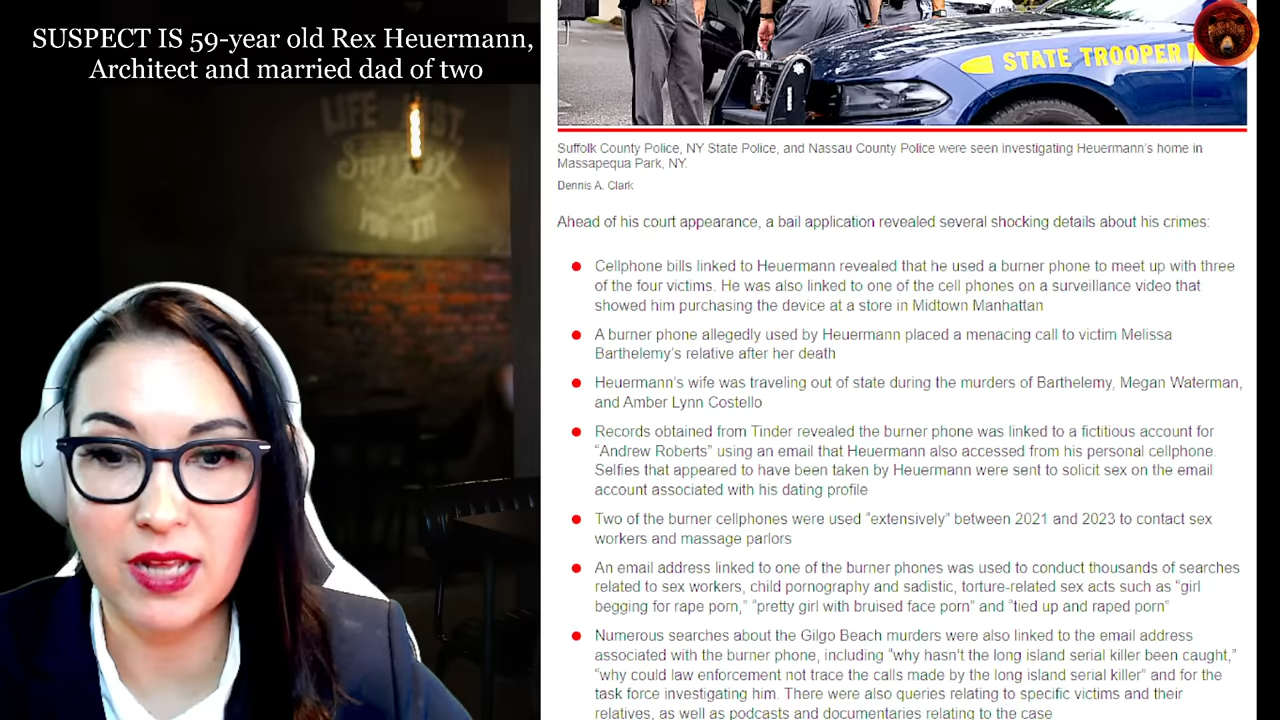 SUSPECT IS 59-year old Rex Heuermann,
Architect and married dad of two
STATE TROOPER
Suffolk County Police, NY State Police, and Nassau County Police were seen investigating Heuermann's home in
Massapequa Park, NY.
Dennis A. Clark
Ahead of his court appearance, a bail application revealed several shocking details about his crimes:
Cellphone bills linked to Heuermann revealed that he used a burner phone to meet up with three
of the four victims. He was also linked to one of the cell phones on a surveillance video that
showed him purchasing the device at a store in Midtown Manhattan
A burner phone allegedly used by Heuermann placed a menacing call to victim Melissa
Barthelemy's relative after her death
Heuermann's wife was traveling out of state during the murders of Barthelemy, Megan Waterman,
and Amber Lynn Costello
Records obtained from Tinder revealed the burner phone was linked to a fictitious account for
“Andrew Roberts” using an email that Heuermann also accessed from his personal cellphone.
Selfies that appeared to have been taken by Heuermann were sent to solicit sex on the email
account associated with his dating profile
Two of the burner cellphones were used “extensively” between 2021 and 2023 to contact sex
workers and massage parlors
An email address linked to one of the burner phones was used to conduct thousands of searches
related to sex workers, child pornography and sadistic, torture-related sex acts such as “girl
begging for rape porn,” “pretty girl with bruised face porn” and “tied up and raped porn”
Numerous searches about the Gilgo Beach murders were also linked to the email address
associated with the burner phone, including “why hasn't the long island serial killer been caught,”
“why could law enforcement not trace the calls made by the long island serial killer” and for the
task force investigating him. There were also queries relating to specific victims and their
relatives, as well as podcasts and documentaries relating to the case
LIFE